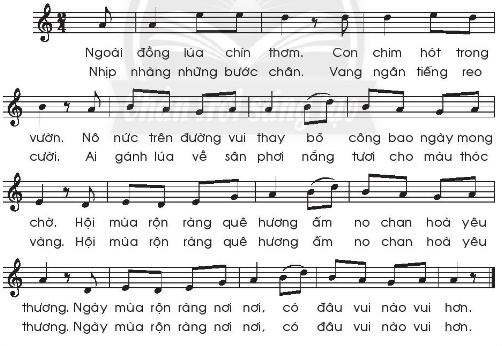 Ngoài đồng lúa chín thơm. Con chim hót trong
Nhịp nhàng những bước chân. Vang ngân tiếng reo
Chân trời sáng tạo
vườn. Nô nức trên đường vui thay bõ công bao ngày mong
cười. Ai gánh lúa về sân phơi nắng tươi cho màu thóc
chờ. Hội mùa rộn ràng quê hương ấm no chan hoà yêu
vàng. Hội mùa rộn ràng quê hương ấm no chan hoà yêu
thương. Ngày mùa rộn ràng nơi nơi, có đâu vui nào vui hơn.
thương. Ngày mùa rộn ràng nơi nơi, có đâu vui nào vui hơn.